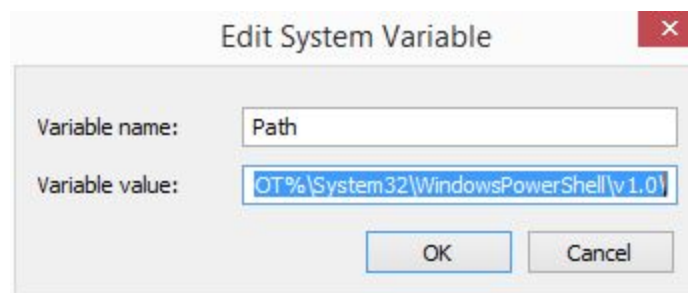 Edit System Variable
Variable name: Path
Variable value: OT%\System32\WindowsPowerShell\v1.0\
OK Cancel